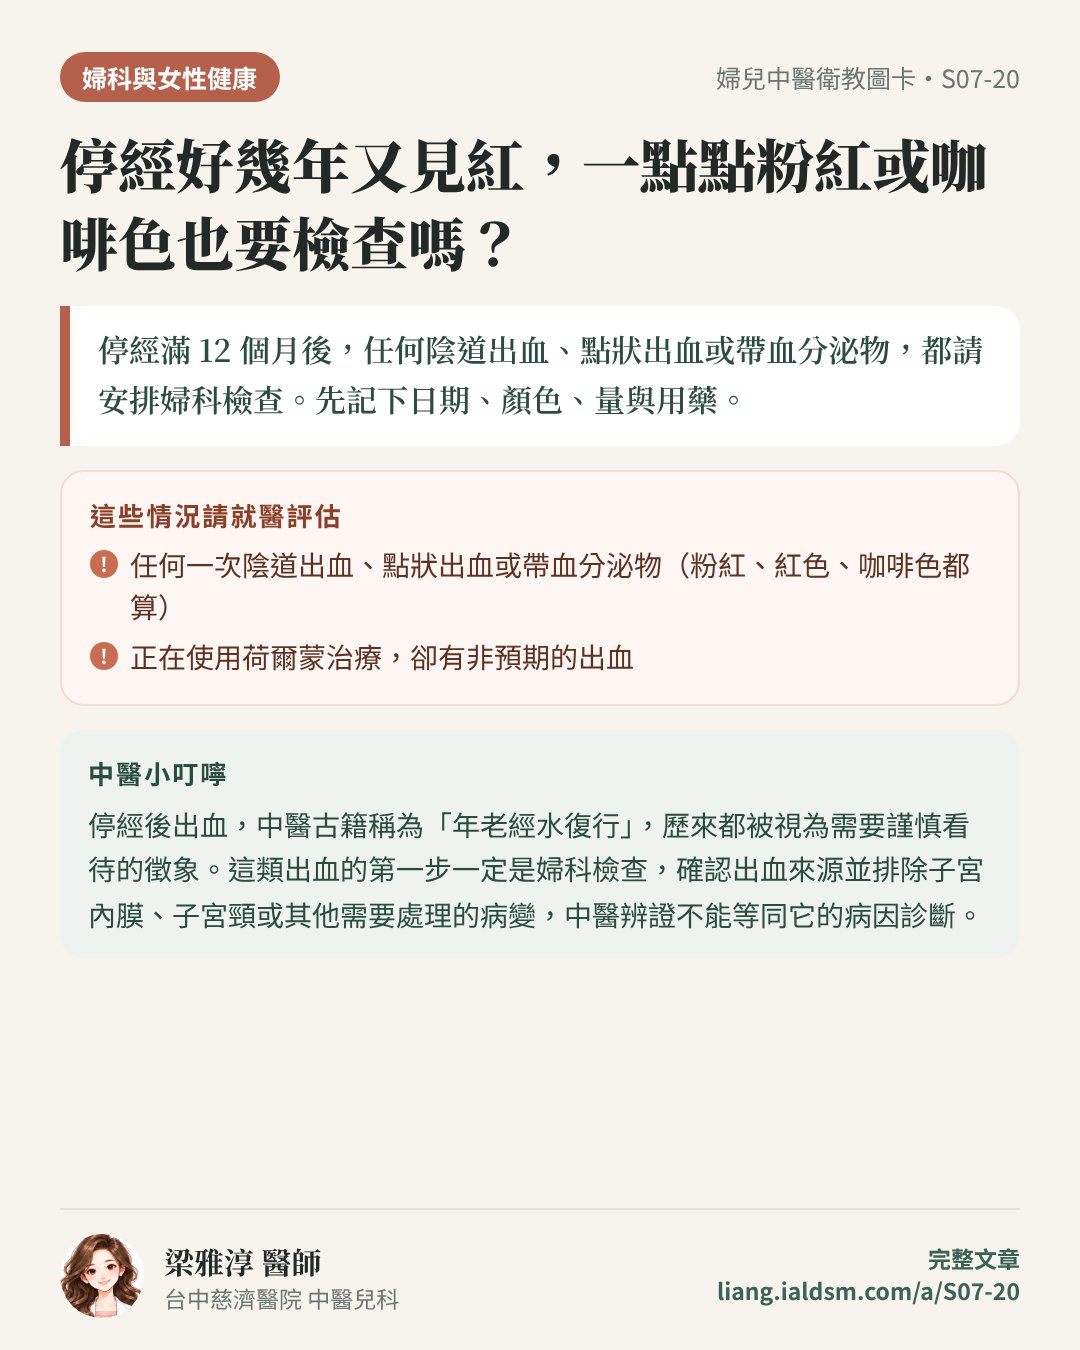 婦科與女性健康
婦兒中醫衛教圖卡・S07-20
停經好幾年又見紅，一點點粉紅或咖
啡色也要檢查嗎？
停經滿 12 個月後，任何陰道出血、點狀出血或帶血分泌物，都請
安排婦科檢查。先記下日期、顏色、量與用藥。
這些情況請就醫評估
! 任何一次陰道出血、點狀出血或帶血分泌物（粉紅、紅色、咖啡色都
算）
! 正在使用荷爾蒙治療，卻有非預期的出血
中醫小叮嚀
停經後出血，中醫古籍稱為「年老經水復行」，歷來都被視為需要謹慎看
待的徵象。這類出血的第一步一定是婦科檢查，確認出血來源並排除子宮
內膜、子宮頸或其他需要處理的病變，中醫辨證不能等同它的病因診斷。
梁雅淳 醫師
台中慈濟醫院 中醫兒科
完整文章
liang.ialdsm.com/a/S07-20